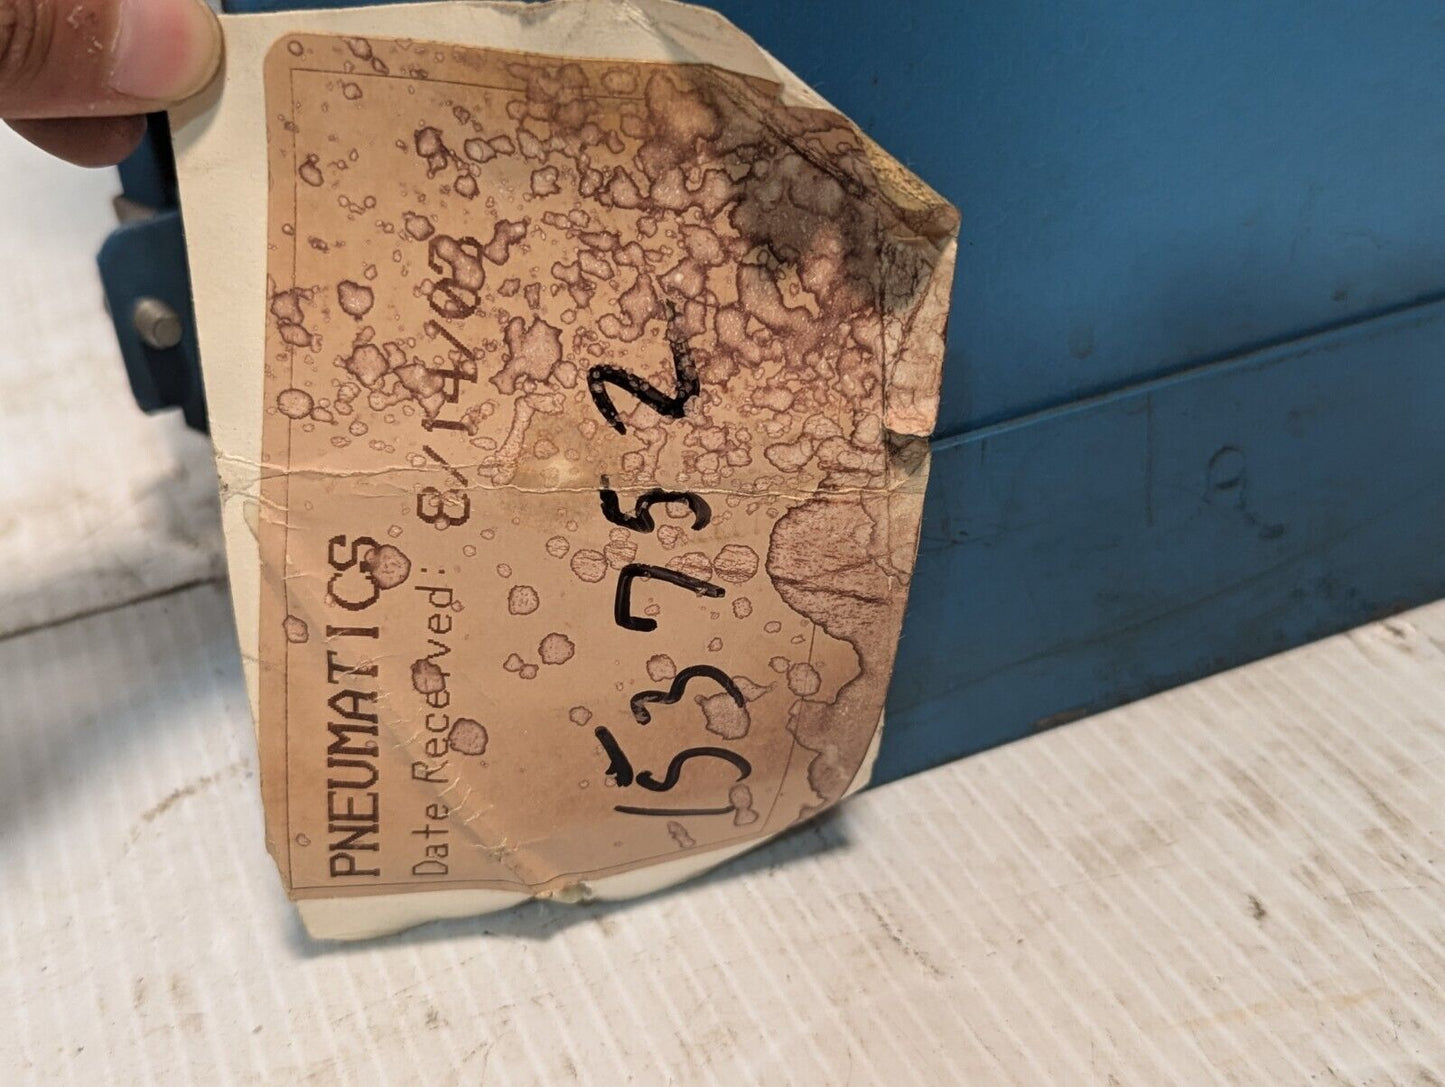 PNEUMATICS
Date Received: 8/14/02
153752